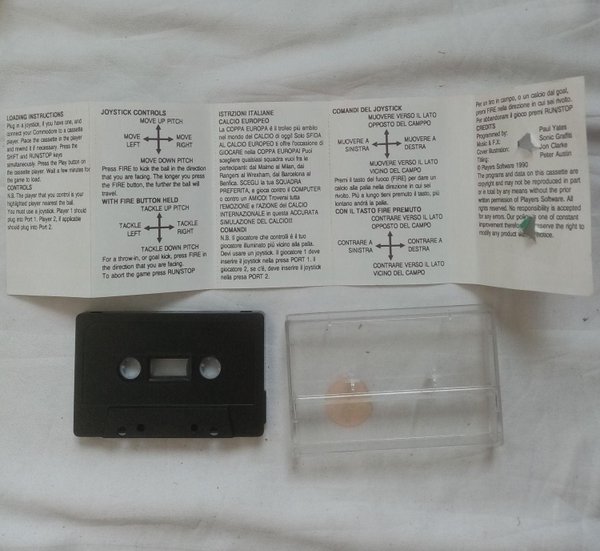 LOADING INSTRUCTIONS
Plug in a joystick, if you have one, and
connect your Commodore to a cassette
player. Place the cassette in the player
and rewind it if necessary. Press the
SHIFT and RUN/STOP keys
simultaneously. Press the Play button on
the cassette player. Wait a few minutes for
the game to load.
CONTROLS
N.B. The player that you control is your
highlighted player nearest the ball.
You must use a joystick. Player 1 should
plug into Port 1. Player 2, if applicable
should plug into Port 2.
JOYSTICK CONTROLS
MOVE UP PITCH
MOVE LEFT
MOVE RIGHT
MOVE DOWN PITCH
Press FIRE to kick the ball in the direction
that you are facing. The longer you press
the FIRE button, the further the ball will
travel.
WITH FIRE BUTTON HELD
TACKLE UP PITCH
TACKLE LEFT
TACKLE RIGHT
TACKLE DOWN PITCH
For a throw-in, or goal kick, press FIRE in
the direction that you are facing.
To abort the game press RUN/STOP
ISTRZIONI ITALIANE
CALCIO EUROPEO
La COPPA EUROPA è il trofeo più ambito
nel mondo del CALCIO di oggi! Solo SFIDA
AL CALCIO EUROPEO ti offre l'occasione di
GIOCARE nella COPPA EUROPA! Puoi
scegliere qualsiasi squadra vuoi fra le
partecipanti: dal Malmo al Milan, dai
Rangers al Wrexham, dal Barcelona al
Benfica. SCEGLI la tua SQUADRA
PREFERITA, e gioca contro il COMPUTER
o contro un AMICO! Troverai tutta
l'EMOZIONE e l'AZIONE del CALCIO
INTERNAZIONALE in questa ACCURATA
SIMULAZIONE DEL CALCIO!!
COMANDI
N.B. Il giocatore che controlli è il tuo
giocatore illuminato più vicino alla palla.
Devi usare un joystick. Il giocatore 1 deve
inserire il joystick nella presa PORT 1. Il
giocatore 2, se c'é, deve inserire il joystick
nella presa PORT 2.
COMANDI DEL JOYSTICK
MUOVERE VERSO IL LATO
OPPOSTO DEL CAMPPO
MUOVERE A SINISTRA
MUOVERE A DESTRA
MUOVERE VERSO IL LATO
VICINO DEL CAMPO
Premi il tasto del fuoco (FIRE) per dare un
calcio alla palla nella direzione in cui sei
rivolto. Più a lungo tieni premuto il tasto, più
lontano andrà la palla.
CON IL TASTO FIRE PREMUTO
CONTRARE VERSO IL LATO
OPPOSTO DEL CAMPO
CONTRARE A SINISTRA
CONTRARE A DESTRA
CONTRARE VERSO IL LATO
VICINO DEL CAMPO
Per un tiro in campo, o un calcio dal goal,
premi FIRE nella direzione in cui sei rivolto.
Per abbandonare il gioco premi RUN/STOP
CREDITS
Programmed by: Paul Yates
Music & F.X: Sonic Graffix
Cover Illustration: Jon Clarke
Titling: Peter Austin
© Players Software 1990
The programs and data on this cassette are
copyright and may not be reproduced in part
or in total by any means without the prior
written permission of Players Software. All
rights reserved. No responsibility is accepted
for any errors. Our policy is one of constant
improvement therefore reserve the right to
modify any product without notice.